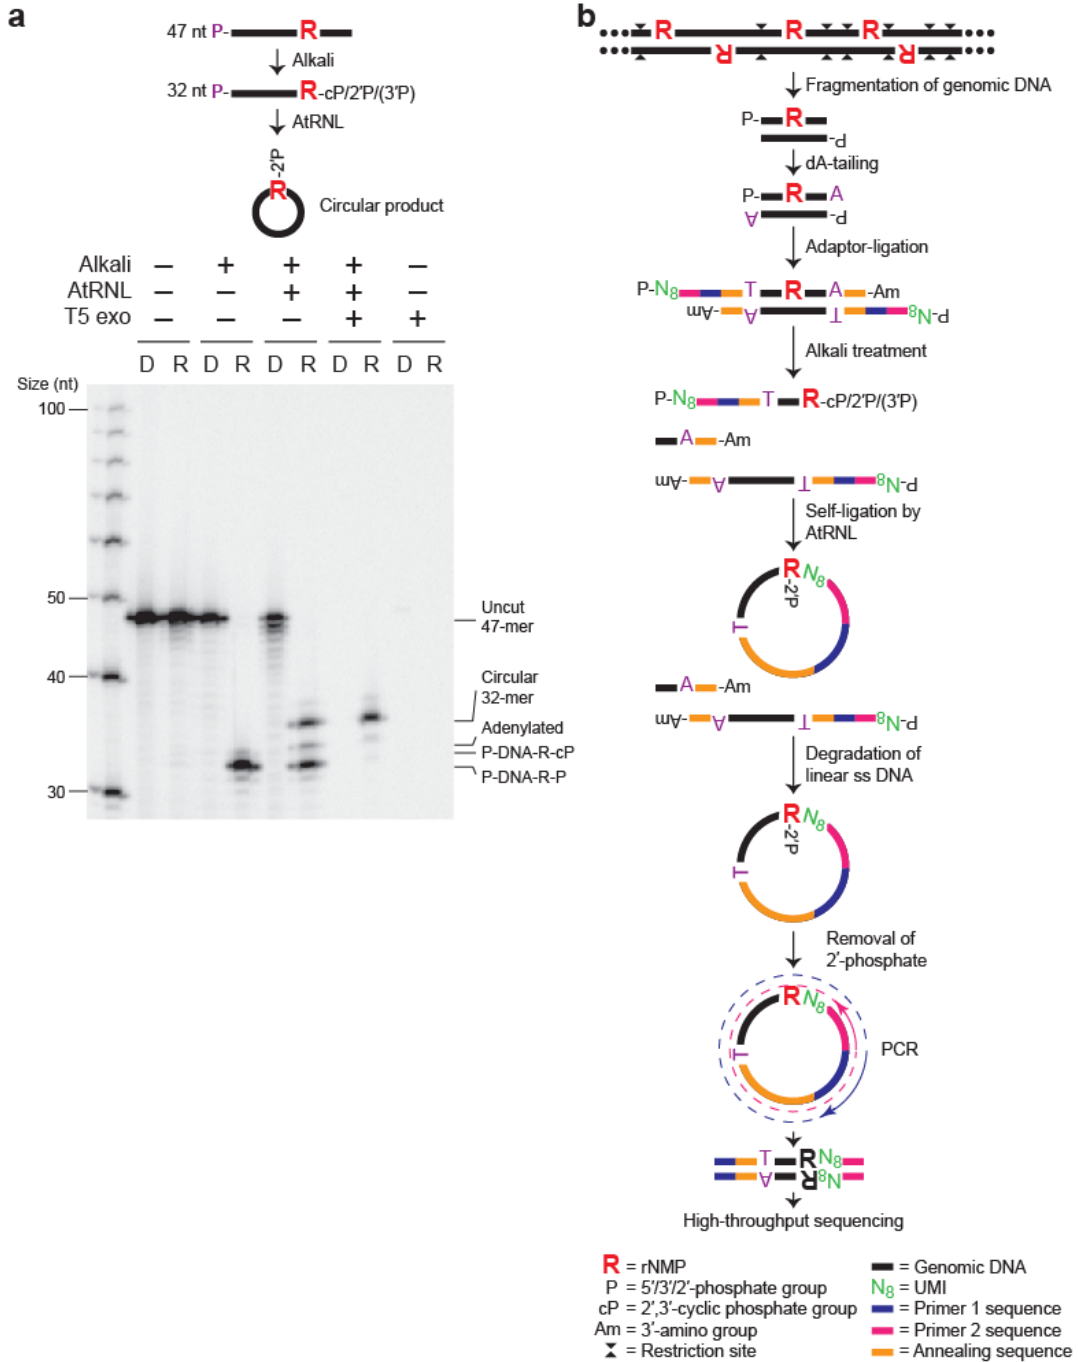 a
47 nt P- R
Alkali
32 nt P- R-cP/2'P/(3'P)
AtRNL
R-2'P
Circular product
Alkali − + + + −
AtRNL − − + + −
T5 exo − − − + +
D R D R D R D R D R
Size (nt)
100
50
40
30
Uncut
47-mer
Circular
32-mer
Adenylated
P-DNA-R-cP
P-DNA-R-P
b
R R R
R R
Fragmentation of genomic DNA
P- R
-P
dA-tailing
P- R A
A -P
Adaptor-ligation
P-N8 T R A -Am
Am- A T N8-P
Alkali treatment
P-N8 T R-cP/2'P/(3'P)
A -Am
Am- A T N8-P
Self-ligation by
AtRNL
R N8
-2'P
T
A -Am
Am- A T N8-P
Degradation of
linear ss DNA
R N8
-2'P
T
Removal of
2'-phosphate
R N8
T
PCR
T R N8
A R N8
High-throughput sequencing
R = rNMP
P = 5'/3'/2'-phosphate group
cP = 2',3'-cyclic phosphate group
Am = 3'-amino group
= Restriction site
= Genomic DNA
N8 = UMI
= Primer 1 sequence
= Primer 2 sequence
= Annealing sequence